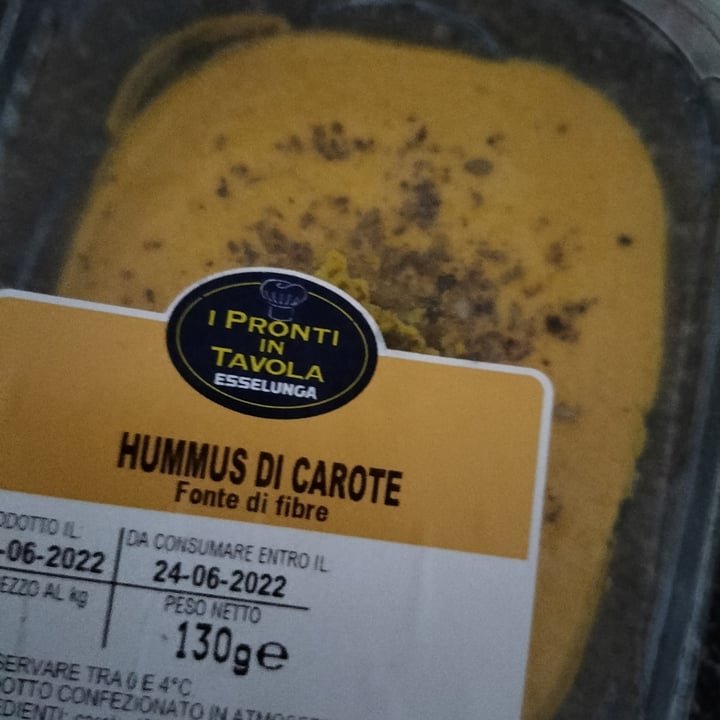 I PRONTI
IN
TAVOLA
ESSELUNGA
HUMMUS DI CAROTE
Fonte di fibre
ODOTTO IL:
-06-2022
DA CONSUMARE ENTRO IL
24-06-2022
EZZO AL kg
PESO NETTO
130g e
SERVARE TRA 0 E 4°C
OTTO CONFEZIONATO IN ATMOSFE
EDIENTI: